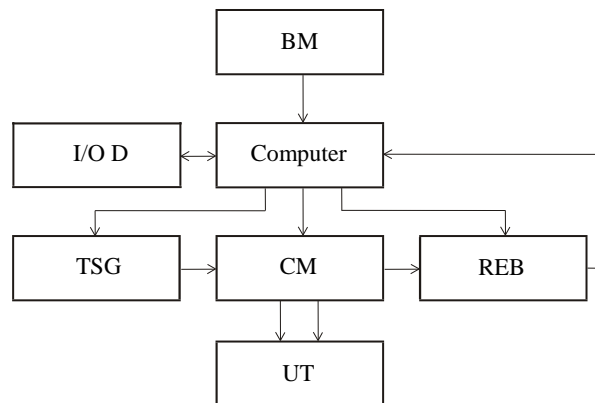 BM
I/O D
Computer
TSG
CM
REB
UT